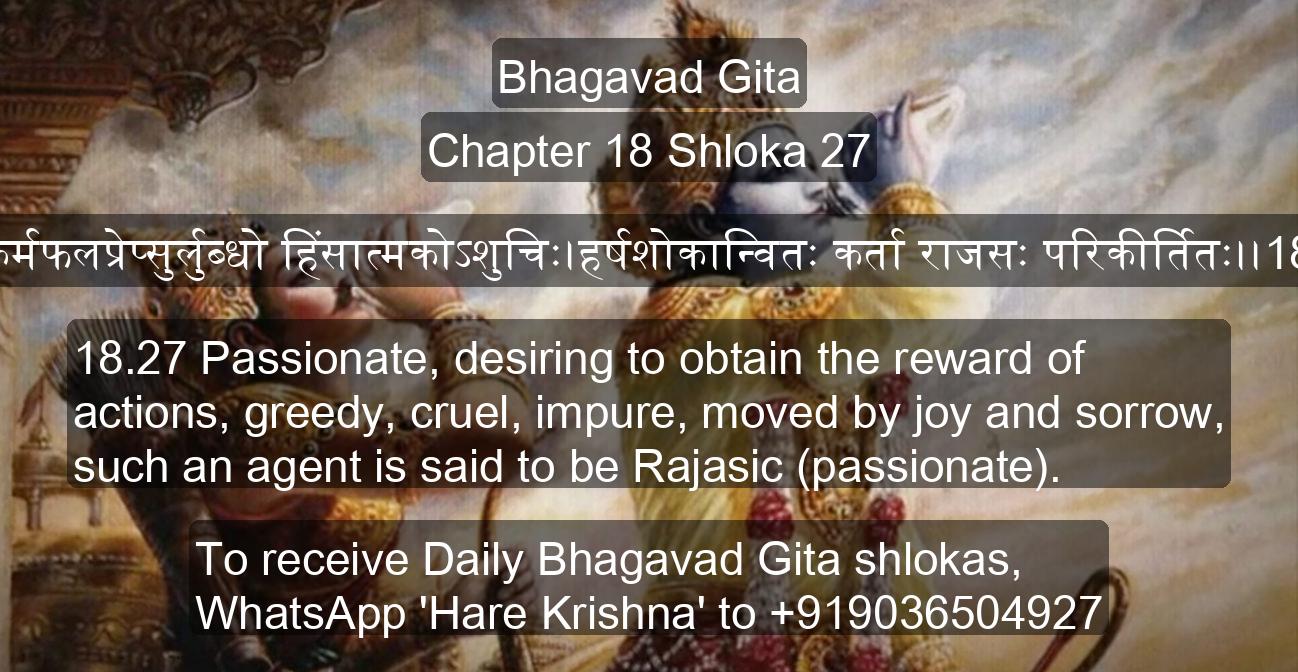 Bhagavad Gita
Chapter 18 Shloka 27
र्मफलप्रेप्सुर्लुब्धो हिंसात्मकोऽशुचिः।हर्षशोकान्वितः कर्ता राजसः परिकीर्तितः।।18
18.27 Passionate, desiring to obtain the reward of
actions, greedy, cruel, impure, moved by joy and sorrow,
such an agent is said to be Rajasic (passionate).
To receive Daily Bhagavad Gita shlokas,
WhatsApp 'Hare Krishna' to +919036504927